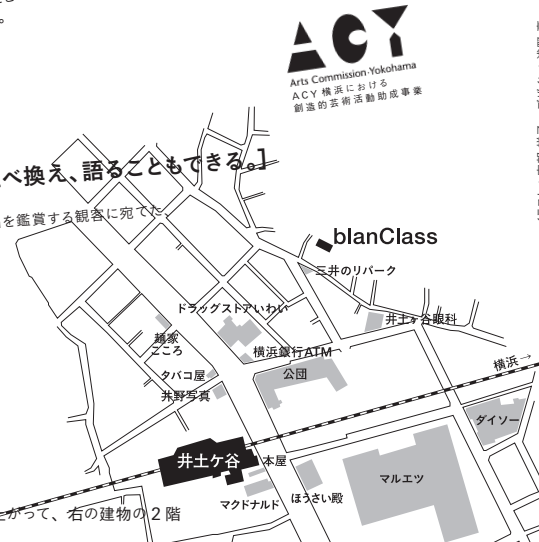 ACY
Arts Commission Yokohama
ACY 横浜における
創造的芸術活動助成事業
べ換え、語ることもできる。]
を鑑賞する観客に宛てた、
blanClass
三井のリパーク
ドラッグストアいわい
井土ヶ谷眼科
趙家
こころ
横浜銀行ATM
横浜→
タバコ屋
公団
井野写真
ダイソー
井土ケ谷
本屋
マルエツ
ほうさい殿
マクドナルド
がって、右の建物の2階